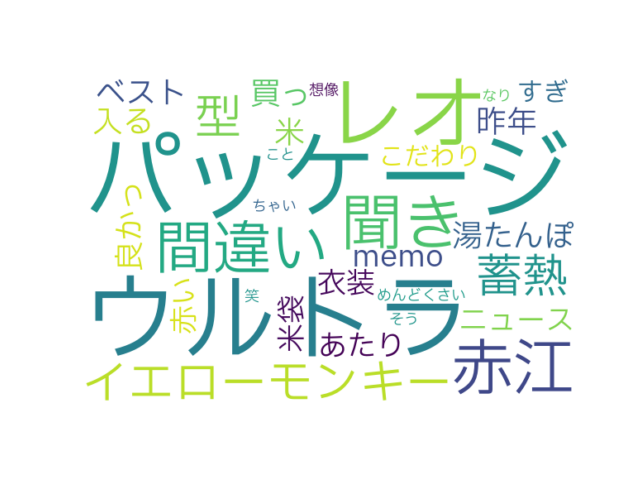 ベスト
買っ
想像
レオ
なり
すぎ
入る
型
米
昨年
パッケージ
こと
こだわり
良かっ
ちゃい
聞き
間違い
湯たんぽ
memo
蓄熱
赤い
ウルトラ
笑
米袋
衣装
めんどくさい
そう
ニュース
あたり
赤江
イエローモンキー